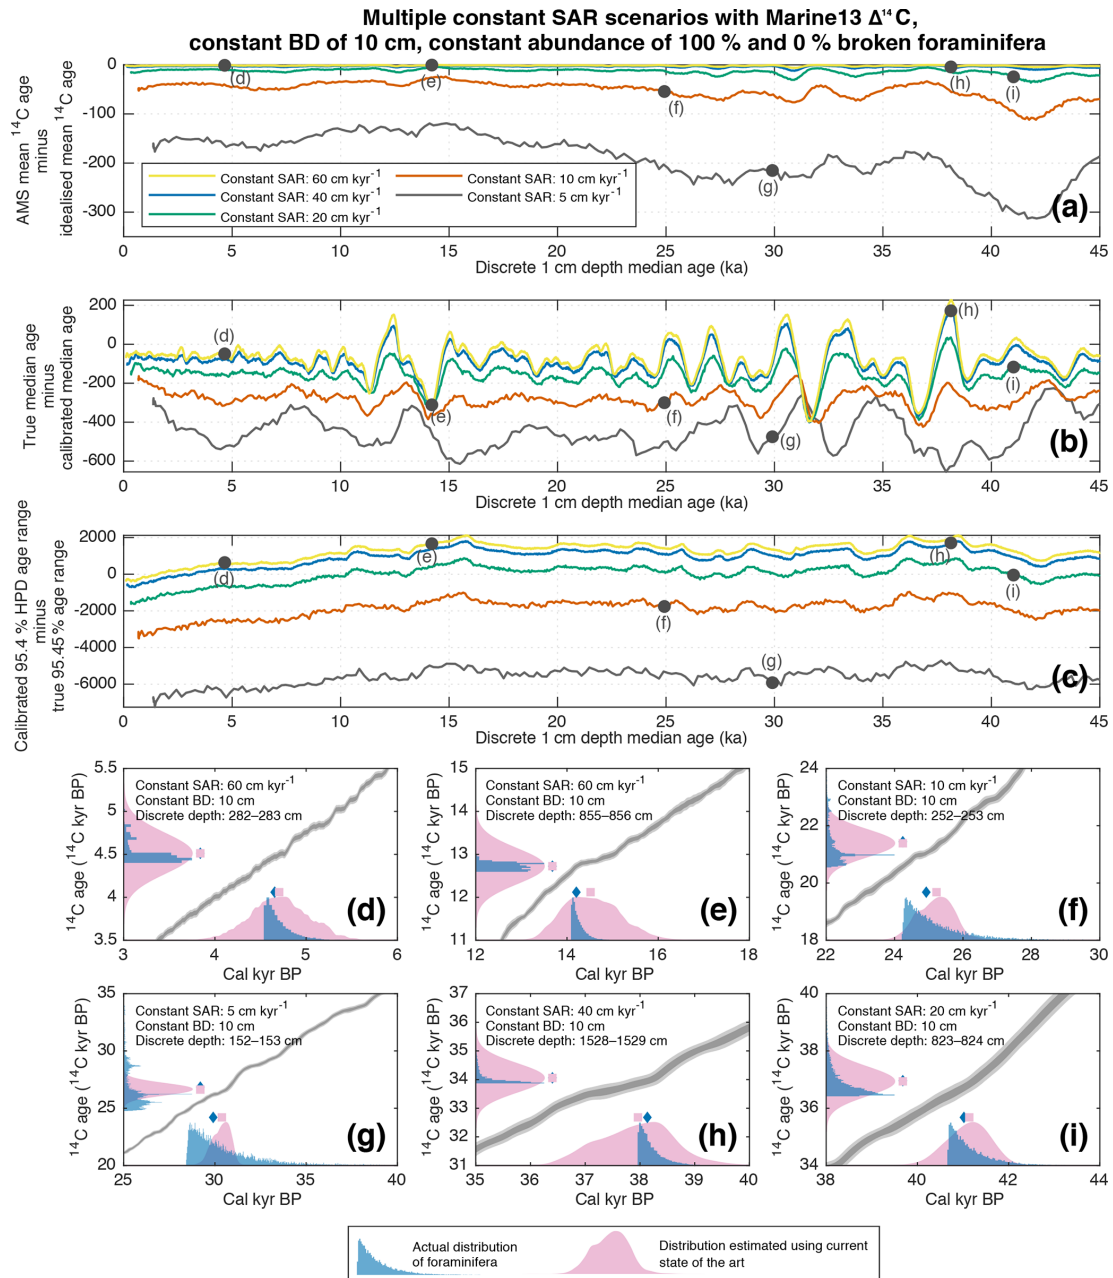 Multiple constant SAR scenarios with Marine13 Δ¹⁴C,
constant BD of 10 cm, constant abundance of 100 % and 0 % broken foraminifera
AMS mean ¹⁴C age
minus
idealised mean ¹⁴C age
0
-100
-200
-300
(d)
(e)
(f)
(g)
(h)
(i)
Constant SAR: 60 cm kyr⁻¹
Constant SAR: 40 cm kyr⁻¹
Constant SAR: 20 cm kyr⁻¹
Constant SAR: 10 cm kyr⁻¹
Constant SAR: 5 cm kyr⁻¹
(a)
0 5 10 15 20 25 30 35 40 45
Discrete 1 cm depth median age (ka)
True median age
minus
calibrated median age
200
0
-200
-400
-600
(d)
(e)
(f)
(g)
(h)
(i)
(b)
0 5 10 15 20 25 30 35 40 45
Discrete 1 cm depth median age (ka)
Calibrated 95.4 % HPD age range
minus
true 95.45 % age range
2000
0
-2000
-4000
-6000
(d)
(e)
(f)
(g)
(h)
(i)
(c)
0 5 10 15 20 25 30 35 40 45
Discrete 1 cm depth median age (ka)
¹⁴C age (¹⁴C kyr BP)
5.5
5
4.5
4
3.5
Constant SAR: 60 cm kyr⁻¹
Constant BD: 10 cm
Discrete depth: 282–283 cm
(d)
3 4 5 6
Cal kyr BP
¹⁴C age (¹⁴C kyr BP)
15
14
13
12
11
Constant SAR: 60 cm kyr⁻¹
Constant BD: 10 cm
Discrete depth: 855–856 cm
(e)
12 14 16 18
Cal kyr BP
¹⁴C age (¹⁴C kyr BP)
24
22
20
18
Constant SAR: 10 cm kyr⁻¹
Constant BD: 10 cm
Discrete depth: 252–253 cm
(f)
22 24 26 28 30
Cal kyr BP
¹⁴C age (¹⁴C kyr BP)
35
30
25
20
Constant SAR: 5 cm kyr⁻¹
Constant BD: 10 cm
Discrete depth: 152–153 cm
(g)
25 30 35 40
Cal kyr BP
¹⁴C age (¹⁴C kyr BP)
37
36
35
34
33
32
31
Constant SAR: 40 cm kyr⁻¹
Constant BD: 10 cm
Discrete depth: 1528–1529 cm
(h)
35 36 37 38 39 40
Cal kyr BP
¹⁴C age (¹⁴C kyr BP)
40
38
36
34
Constant SAR: 20 cm kyr⁻¹
Constant BD: 10 cm
Discrete depth: 823–824 cm
(i)
38 40 42 44
Cal kyr BP
Actual distribution
of foraminifera
Distribution estimated using current
state of the art